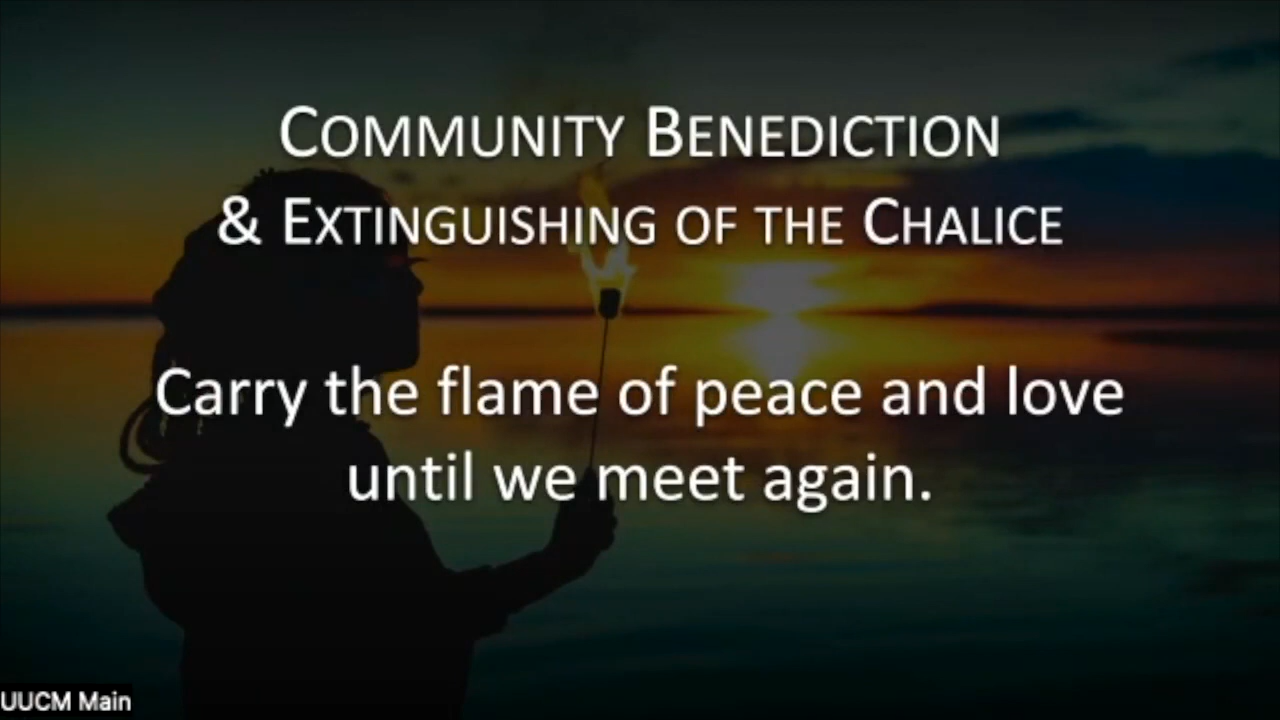 COMMUNITY BENEDICTION
& EXTINGUISHING OF THE CHALICE
Carry the flame of peace and love
until we meet again.
UUCM Main